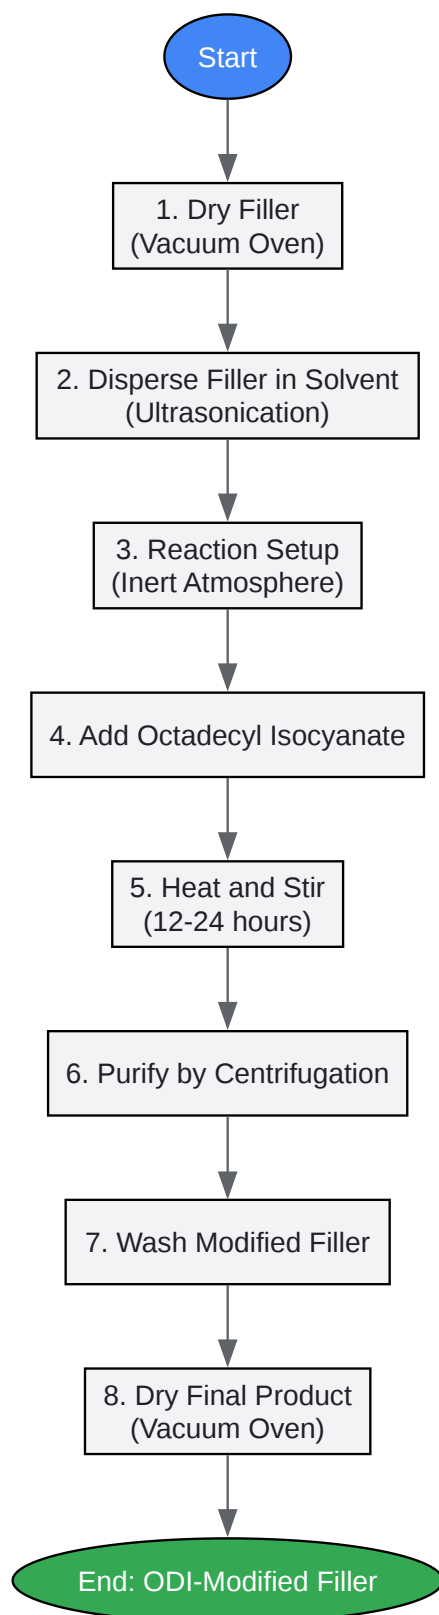 Start
1. Dry Filler
(Vacuum Oven)
2. Disperse Filler in Solvent
(Ultrasonication)
3. Reaction Setup
(Inert Atmosphere)
4. Add Octadecyl Isocyanate
5. Heat and Stir
(12-24 hours)
6. Purify by Centrifugation
7. Wash Modified Filler
8. Dry Final Product
(Vacuum Oven)
End: ODI-Modified Filler